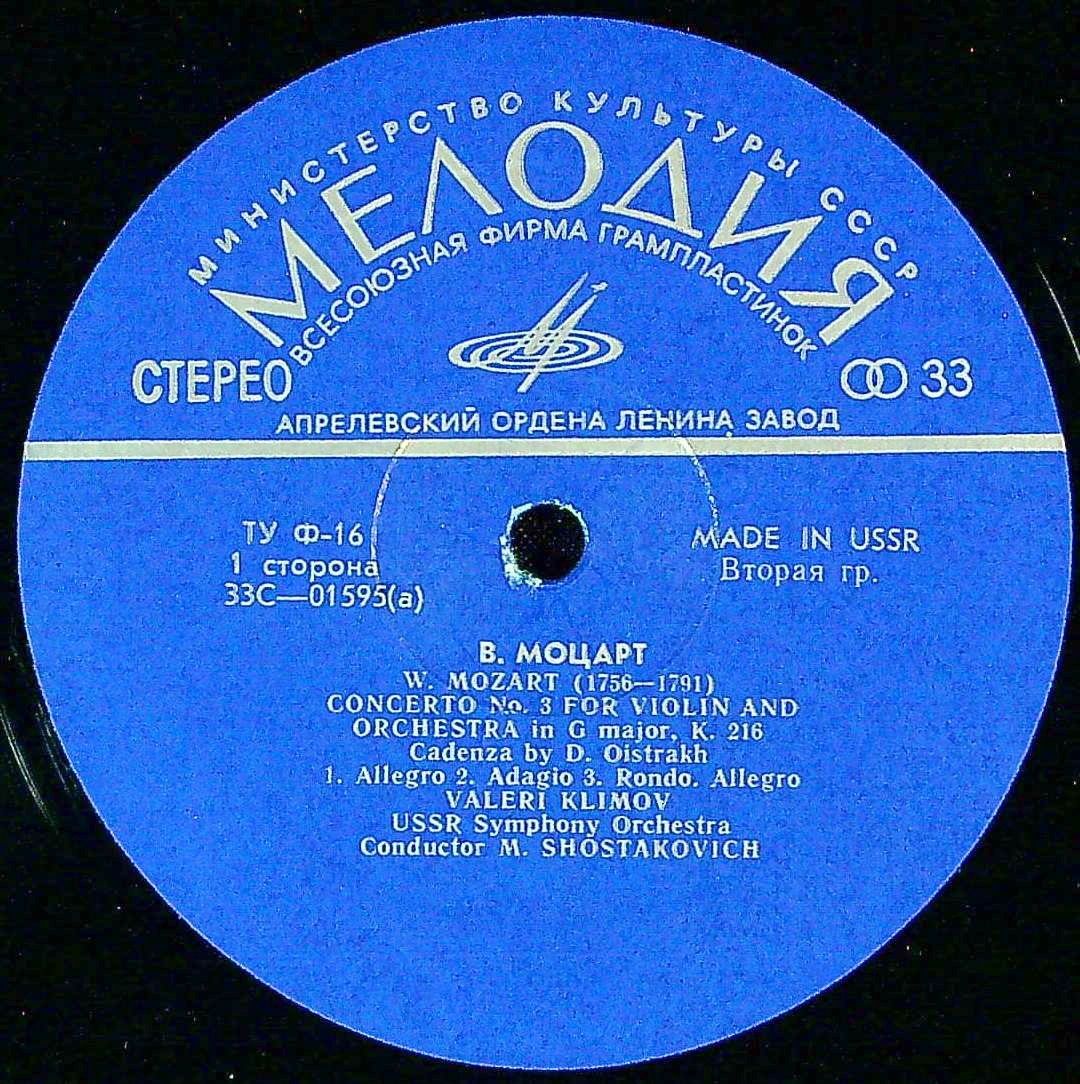 МИНИСТЕРСТВО КУЛЬТУРЫ СССР
МЕЛОДИЯ
ВСЕСОЮЗНАЯ ФИРМА ГРАМПЛАСТИНОК
СТЕРЕО
33
АПРЕЛЕВСКИЙ ОРДЕНА ЛЕНИНА ЗАВОД
ТУ Ф-16
1 сторона
33С—01595(а)
MADE IN USSR
Вторая гр.
В. МОЦАРТ
W. MOZART (1756—1791)
CONCERTO No. 3 FOR VIOLIN AND
ORCHESTRA in G major, K. 216
Cadenza by D. Oistrakh
1. Allegro 2. Adagio 3. Rondo. Allegro
VALERI KLIMOV
USSR Symphony Orchestra
Conductor M. SHOSTAKOVICH